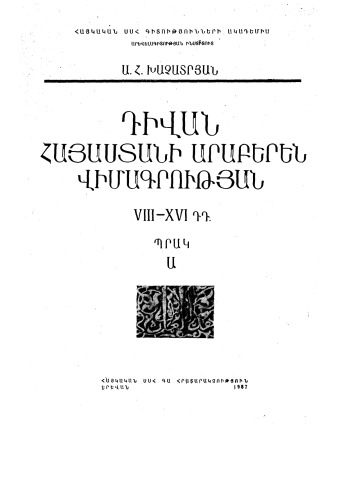 ՀԱՅԿԱԿԱՆ ՍՍՀ ԳԻՏՈՒԹՅՈՒՆՆԵՐԻ ԱԿԱԴԵՄԻԱ
ԱՐԵՎԵԼԱԳԻՏՈՒԹՅԱՆ ԻՆՍՏԻՏՈՒՏ
Ա. Հ. ԽԱՉԱՏՐՅԱՆ
ԴԻՎԱՆ
ՀԱՅԱՍՏԱՆԻ ԱՐԱԲԵՐԵՆ
ՎԻՄԱԳՐՈՒԹՅԱՆ
VIII–XVI ԴԴ.
ՊՐԱԿ
Ա
ՀԱՅԿԱԿԱՆ ՍՍՀ ԳԱ ՀՐԱՏԱՐԱԿՉՈՒԹՅՈՒՆ
ԵՐԵՎԱՆ 1987